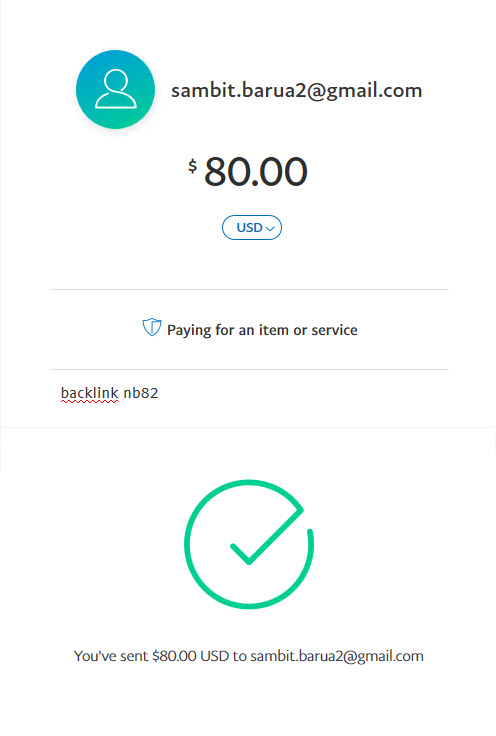 sambit.barua2@gmail.com
$ 80.00
USD
Paying for an item or service
backlink nb82
You've sent $80.00 USD to sambit.barua2@gmail.com